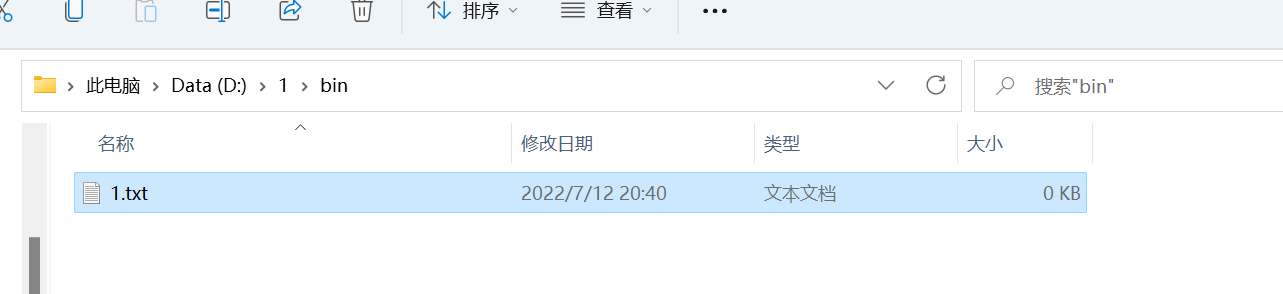 排序 查看
此电脑 Data (D:) 1 bin 搜索"bin"
名称 修改日期 类型 大小
1.txt 2022/7/12 20:40 文本文档 0 KB